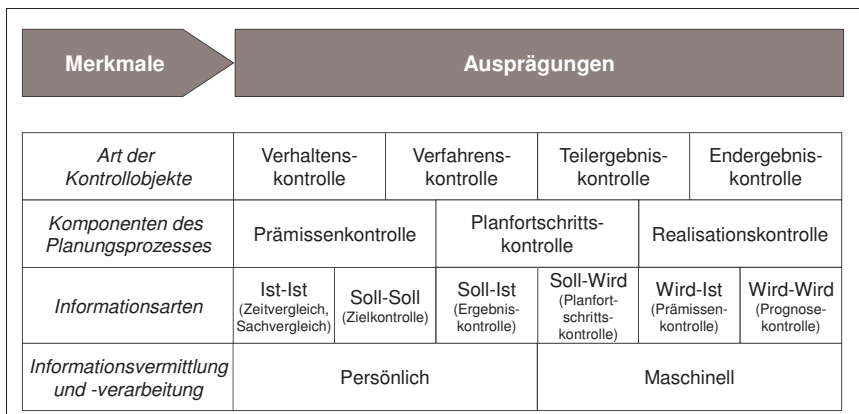 Merkmale
Ausprägungen
Art der
Kontrollobjekte
Verhaltens-
kontrolle
Verfahrens-
kontrolle
Teilergebnis-
kontrolle
Endergebnis-
kontrolle
Komponenten des
Planungsprozesses
Prämissenkontrolle
Planfortschritts-
kontrolle
Realisationskontrolle
Informationsarten
Ist-Ist
(Zeitvergleich,
Sachvergleich)
Soll-Soll
(Zielkontrolle)
Soll-Ist
(Ergebnis-
kontrolle)
Soll-Wird
(Planfort-
schritts-
kontrolle)
Wird-Ist
(Prämissen-
kontrolle)
Wird-Wird
(Prognose-
kontrolle)
Informationsvermittlung
und -verarbeitung
Persönlich
Maschinell